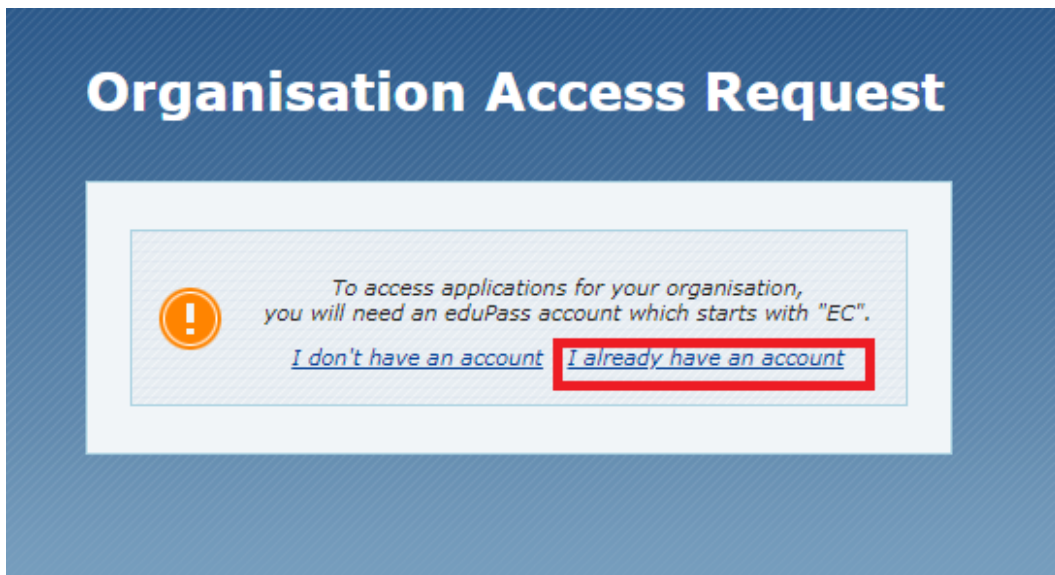 Organisation Access Request
To access applications for your organisation,
you will need an eduPass account which starts with "EC".
I don't have an account I already have an account